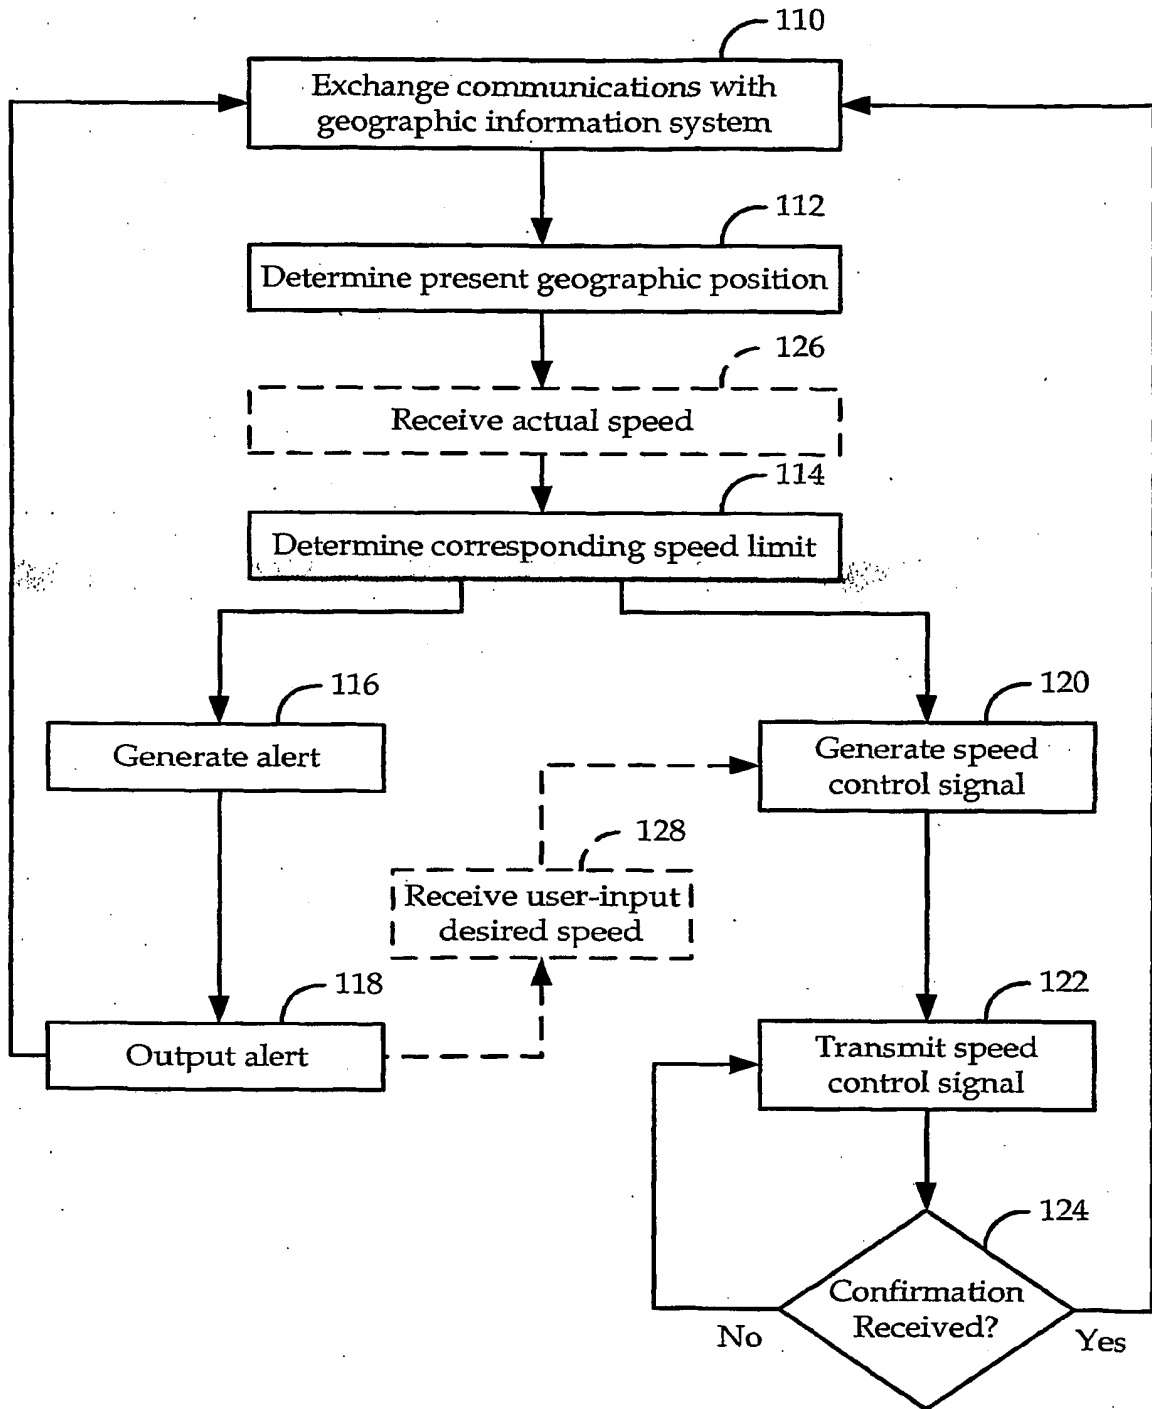 110
Exchange communications with
geographic information system
112
Determine present geographic position
126
Receive actual speed
114
Determine corresponding speed limit
116
Generate alert
120
Generate speed
control signal
128
Receive user-input
desired speed
118
Output alert
122
Transmit speed
control signal
124
Confirmation
Received?
No
Yes